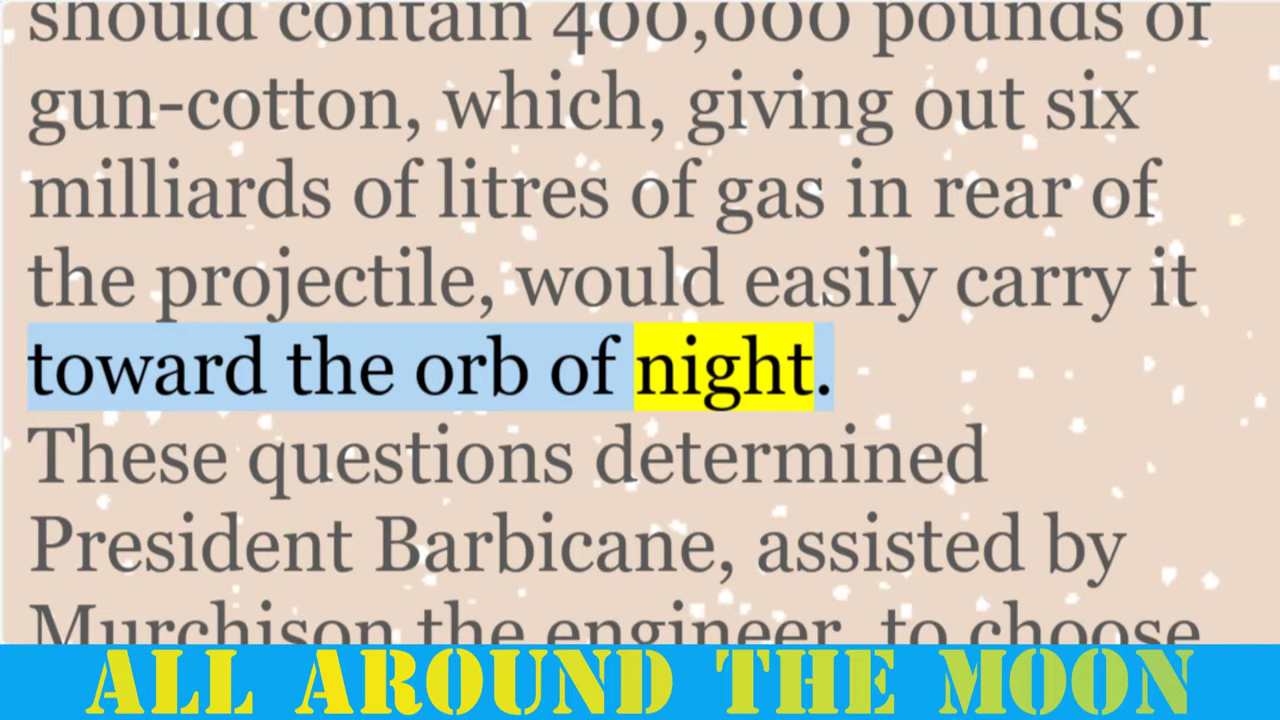 should contain 400,000 pounds of
gun-cotton, which, giving out six
milliards of litres of gas in rear of
the projectile, would easily carry it
toward the orb of night.
These questions determined
President Barbicane, assisted by
Murchison the engineer, to choose
ALL AROUND THE MOON